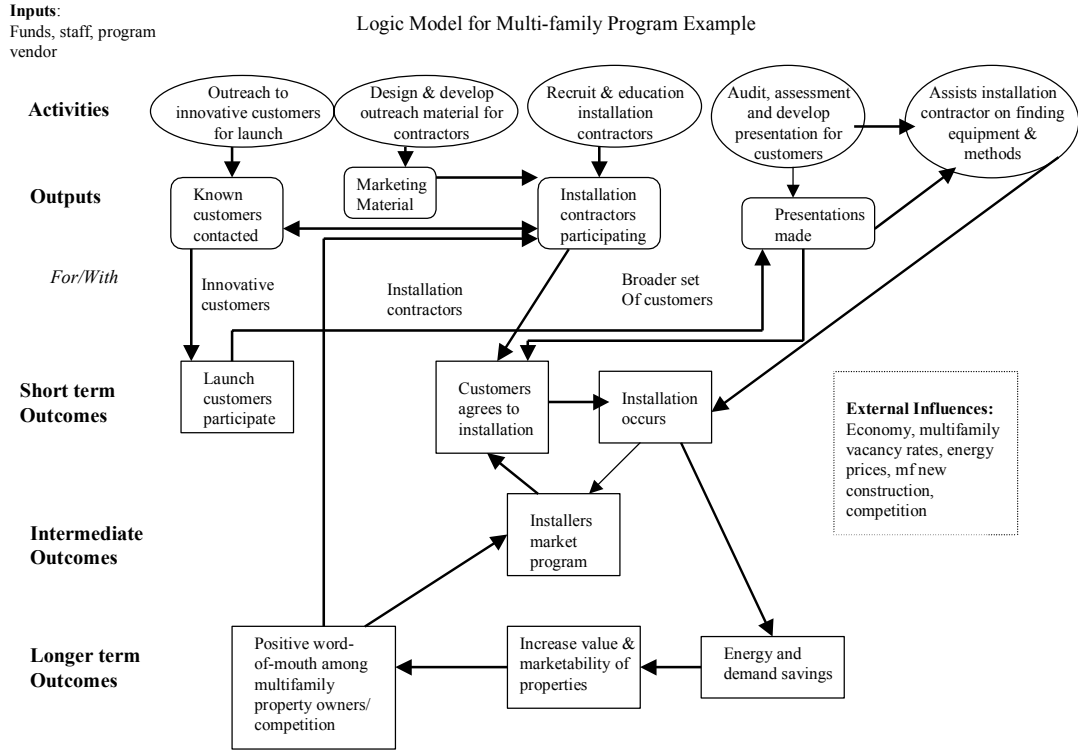 Inputs:
Funds, staff, program
vendor
Logic Model for Multi-family Program Example
Activities
Outreach to
innovative customers
for launch
Design & develop
outreach material for
contractors
Recruit & education
installation
contractors
Audit, assessment
and develop
presentation for
customers
Assists installation
contractor on finding
equipment &
methods
Outputs
Known
customers
contacted
Marketing
Material
Installation
contractors
participating
Presentations
made
For/With
Innovative
customers
Installation
contractors
Broader set
Of customers
Short term
Outcomes
Launch
customers
participate
Customers
agrees to
installation
Installation
occurs
External Influences:
Economy, multifamily
vacancy rates, energy
prices, mf new
construction,
competition
Intermediate
Outcomes
Installers
market
program
Longer term
Outcomes
Positive word-
of-mouth among
multifamily
property owners/
competition
Increase value &
marketability of
properties
Energy and
demand savings